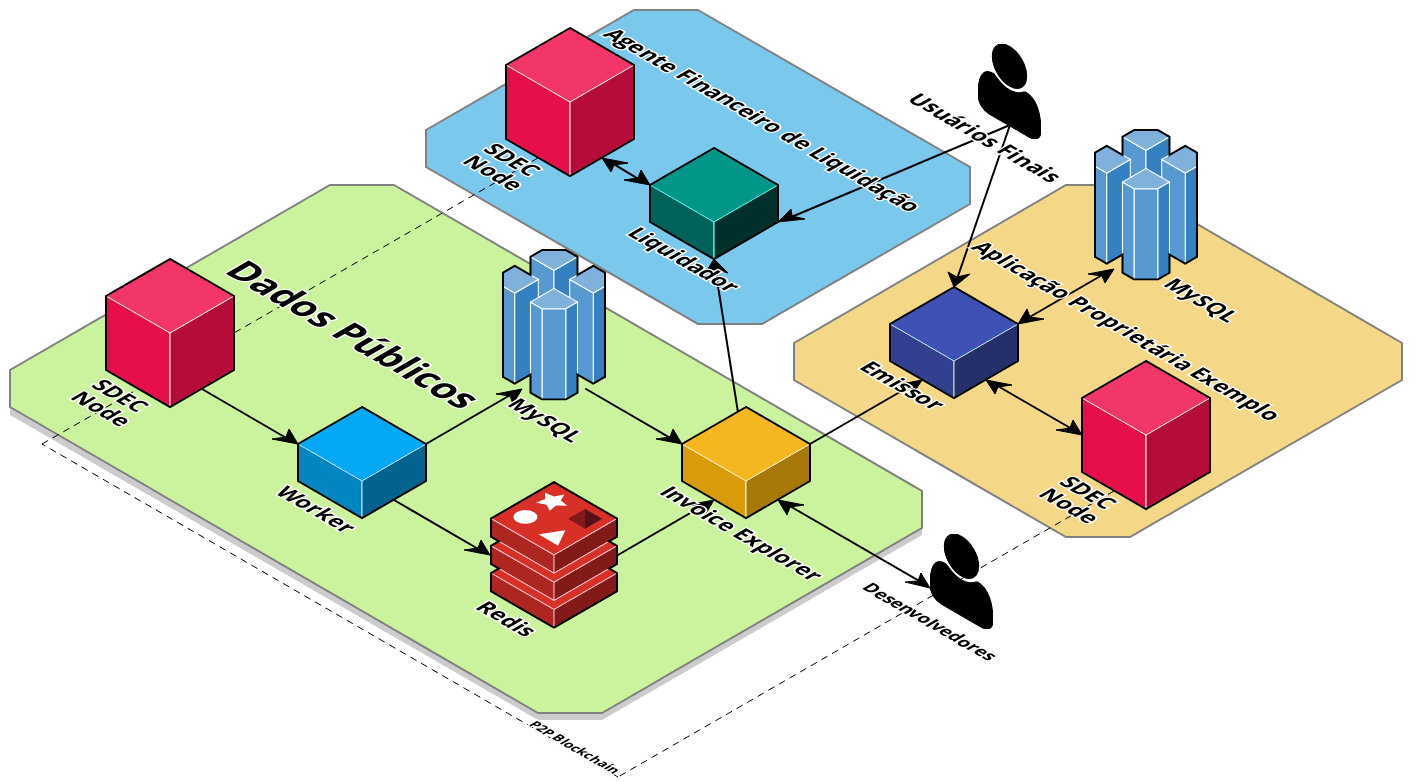 Agente Financeiro de Liquidação
Usuários Finais
SDEC
Node
Liquidador
MySQL
Aplicação Proprietária Exemplo
Dados Públicos
Emissor
SDEC
Node
MySQL
SDEC
Node
Worker
Invoice Explorer
Redis
Desenvolvedores
P2P Blockchain